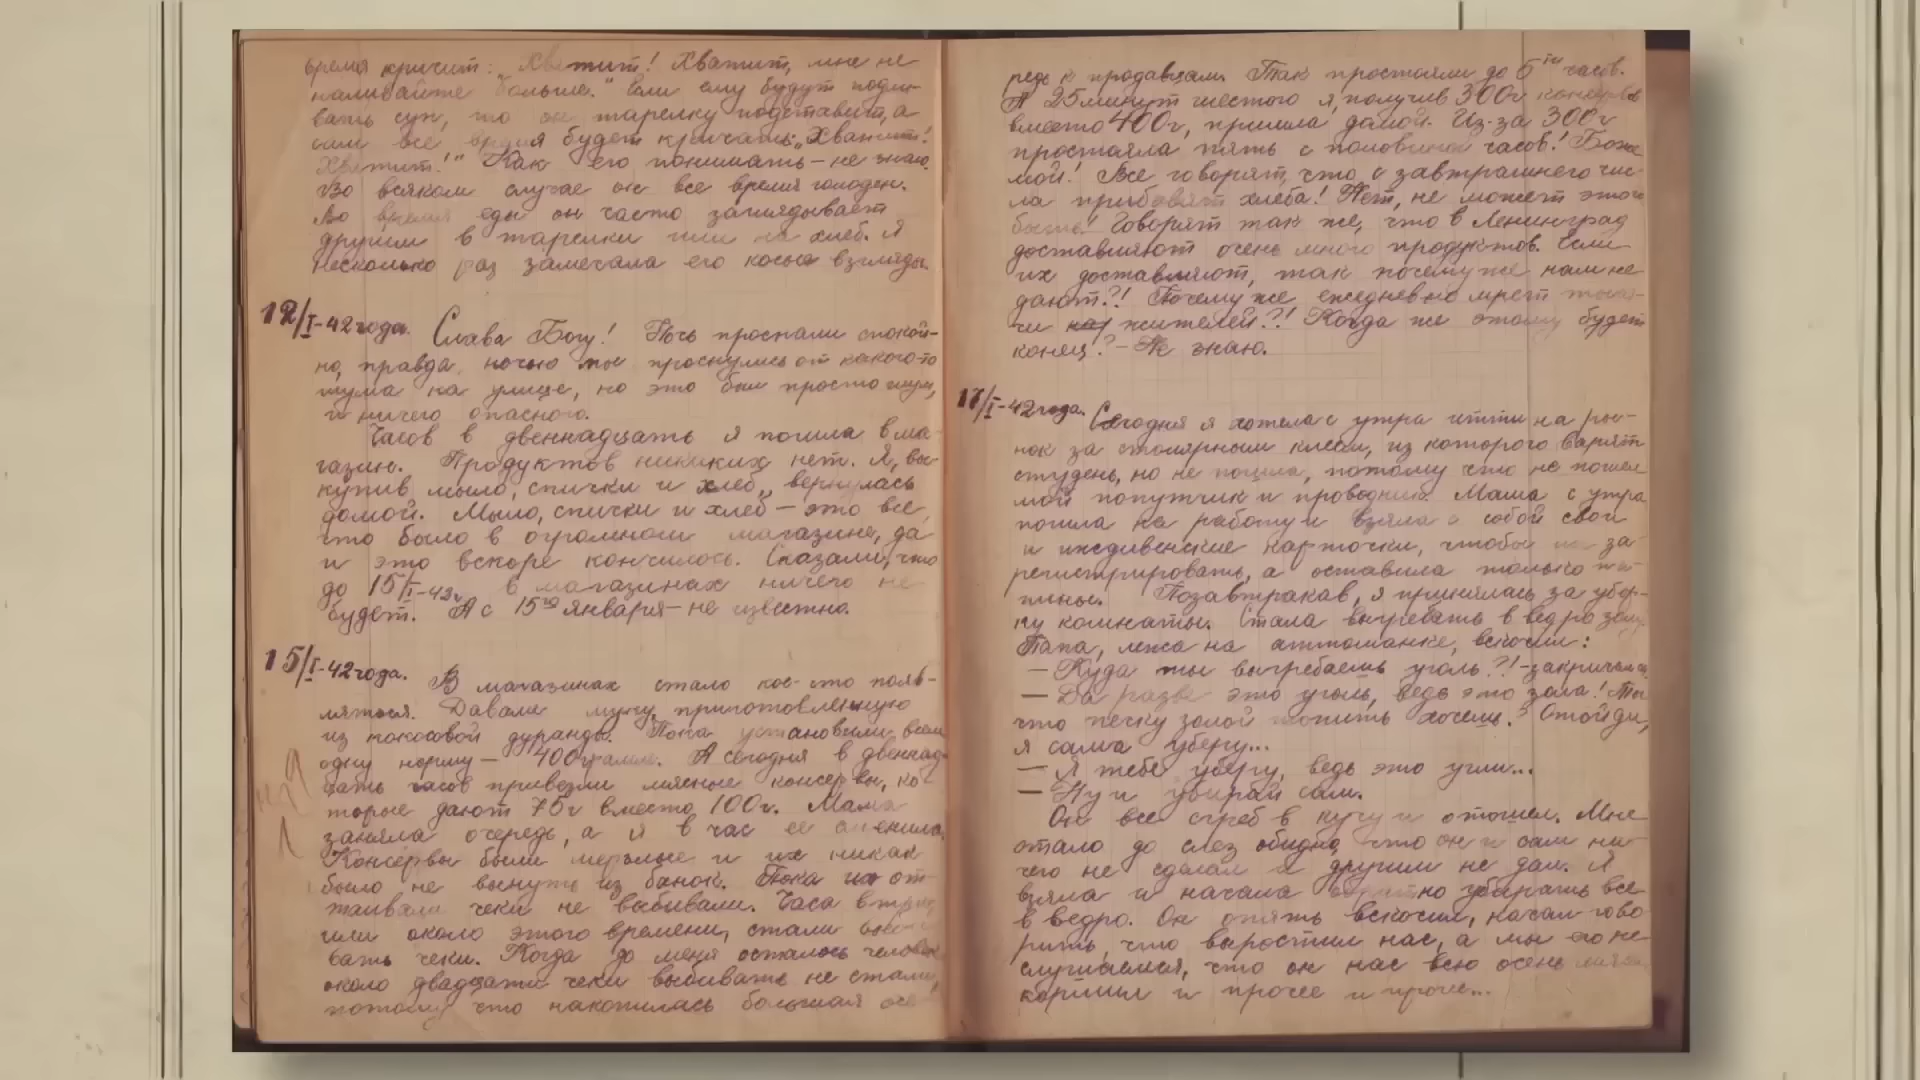 время кричит: „Хватит! Хватит, мне не
наливайте больше." Если ему будут подли-
вать суп, то он тарелку подставит, а
сам все время будет кричать: „Хватит!
Хватит!" Как его понимать – не знаю.
Во всяком случае он все время голоден.
Во время еды он часто заглядывает
другим в тарелки или на хлеб. Я
несколько раз замечала его косые взгляды.
12/I-42 года. Слава Богу! Ночь проспали спокой-
но, правда, ночью мы проснулись от какого-то
шума на улице, но это был просто шум,
и ничего опасного.
Часов в двенадцать я пошла в ма-
газин. Продуктов никаких нет. Я, вы-
купив мыло, спички и хлеб, вернулась
домой. Мыло, спички и хлеб – это все,
что было в огромном магазине, да
и это вскоре кончилось. Сказали, что
до 15/I-42г. в магазинах ничего не
будет. А с 15го января – не известно.
15/I-42 года. В магазинах стало кое-что появ-
ляться. Давали муку, приготовленную
из кокосовой дуранды. Пока установили всем
одну норму – 400 грамм. А сегодня в двенад-
цать часов привезли мясные консервы, ко-
торые дают 75г вместо 100г. Мама
заняла очередь, а я в час ее сменила.
Консервы были мерзлые и их никак
было не вынуть из банок. Пока их от-
таивали чеки не выбивали. Часа в три,
или около этого времени, стали выби-
вать чеки. Когда до меня осталось человек
около двадцати чеки выбивать не стали,
потому что накопилась большая оче-
редь к продавцам. Так простояли до 5ти часов.
В 25 минут шестого я, получив 300г консервов
вместо 400г, пришла домой. Из-за 300г
простояла пять с половиной часов! Боже
мой! Все говорят, что с завтрашнего чис-
ла прибавят хлеба! Нет, не может этого
быть! Говорят так же, что в Ленинград
доставляют очень много продуктов. Если
их доставляют, так почему же нам не
дают?! Почему же ежедневно мрет тыся-
чи жителей?! Когда же этому будет
конец? – Не знаю.
17/I-42 года. Сегодня я хотела с утра итти на ры-
нок за столярным клеем, из которого варят
студень, но не пошла, потому что не пошел
мой попутчик и проводник. Мама с утра
пошла на работу и взяла с собой свои
и иждивенские карточки, чтобы их за-
регистрировать, а оставила только па-
пины. Позавтракав, я принялась за убор-
ку комнаты. Стала выгребать в ведро золу.
Папа, лежа на оттоманке, вскочил:
— Куда ты выгребаешь уголь?! – закричал он.
— Да разве это уголь, ведь это зола! Ты
что печку золой топить хочешь? Отойди,
я сама уберу...
— Я тебе уберу, ведь это угли...
— Ну и убирай сам.
Он все сгреб в кучу и отошел. Мне
стало до слез обидно, что он и сам ни-
чего не сделал и другим не дал. Я
взяла и начала обратно убирать все
в ведро. Он опять вскочил, начал гово-
рить, что вырастил нас, а мы его не
слушаемся, что он нас всю осень мясом
кормил и прочее и прочее...